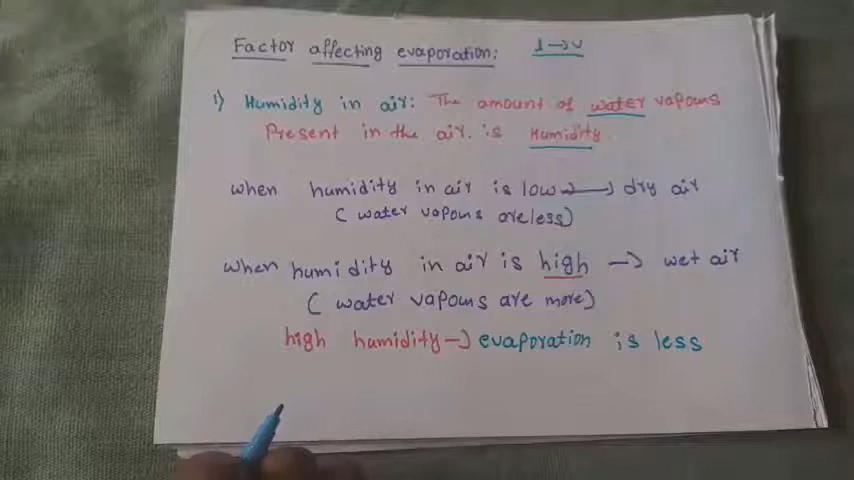 Factor affecting evaporation: l→v
1) Humidity in air: The amount of water vapours
Present in the air. is Humidity
when humidity in air is low → dry air
( water vapours are less)
when humidity in air is high → wet air
( water vapours are more)
high humidity → evaporation is less